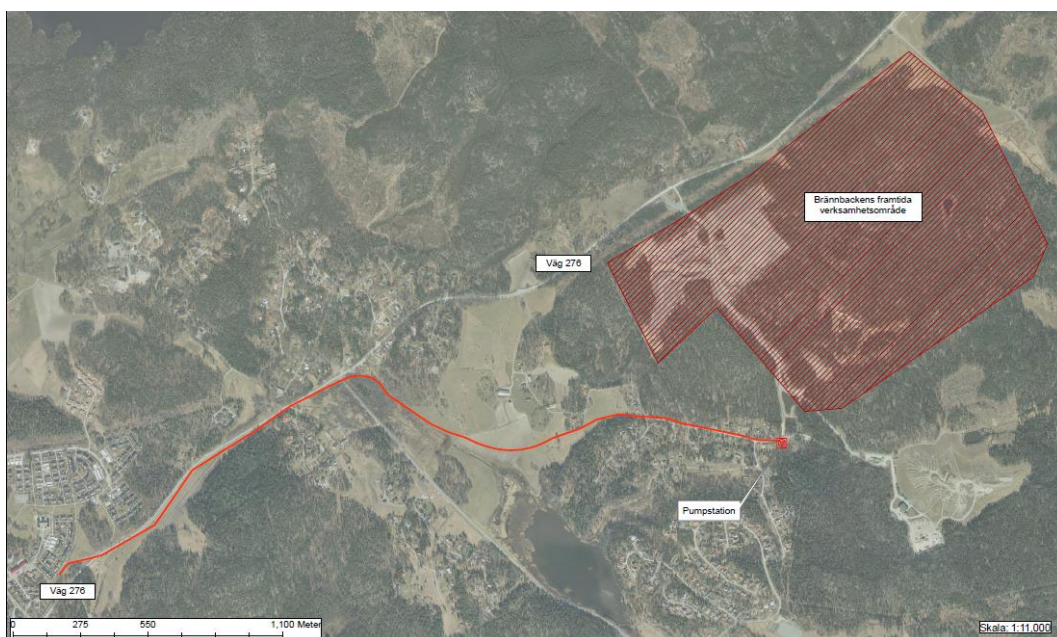 Brännbackens framtida
verksamhetsområde
Väg 276
Pumpstation
Väg 276
0 275 550 1,100 Meter
Skala: 1:11,000